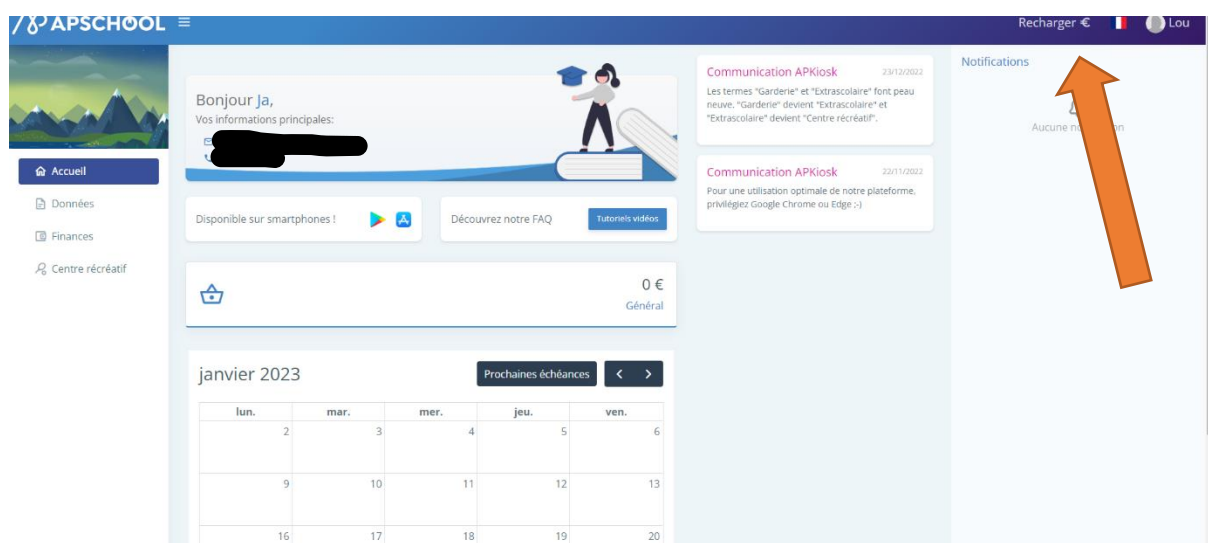 APSCHOOL
Recharger €
Lou
Accueil
Données
Finances
Centre récréatif
Bonjour Ja,
Vos informations principales:
Disponible sur smartphones !
Découvrez notre FAQ
Tutoriels vidéos
0 €
Général
janvier 2023
Prochaines échéances
lun. mar. mer. jeu. ven.
2 3 4 5 6
9 10 11 12 13
16 17 18 19 20
Communication APKiosk 23/12/2022
Les termes "Garderie" et "Extrascolaire" font peau
neuve. "Garderie" devient "Extrascolaire" et
"Extrascolaire" devient "Centre récréatif".
Communication APKiosk 22/11/2022
Pour une utilisation optimale de notre plateforme,
privilégiez Google Chrome ou Edge ;-)
Notifications
Aucune